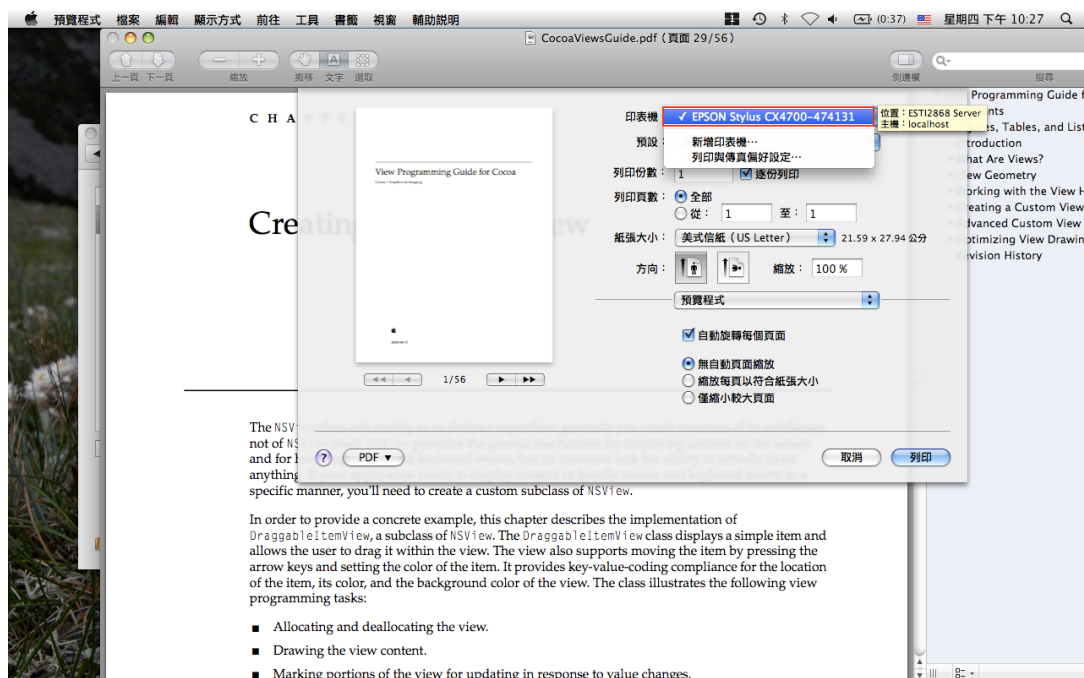 預覽程式 檔案 編輯 顯示方式 前往 工具 書籤 視窗 輔助說明
(0:37) 星期四 下午 10:27
CocoaViewsGuide.pdf (頁面 29/56)
上一頁 下一頁 縮放 搬移 文字 選取 側邊欄 搜尋
CHAPTER
Creating a Custom View
View Programming Guide for Cocoa
1/56
印表機
✓ EPSON Stylus CX4700-474131
新增印表機…
列印與傳真偏好設定…
位置：ESTI2868 Server
主機：localhost
預設：
列印份數： 1 逐份列印
列印頁數： 全部
從： 1 至： 1
紙張大小： 美式信紙 (US Letter) 21.59 x 27.94 公分
方向： 縮放： 100 %
預覽程式
自動旋轉每個頁面
無自動頁面縮放
縮放每頁以符合紙張大小
僅縮小較大頁面
? PDF ▼ 取消 列印
Programming Guide f
nts
es, Tables, and List
troduction
hat Are Views?
ew Geometry
orking with the View H
eating a Custom View
dvanced Custom View
ptimizing View Drawin
evision History
The NSV
not of NS
and for
anything
specific manner, you'll need to create a custom subclass of NSView.
In order to provide a concrete example, this chapter describes the implementation of
DraggableItemView, a subclass of NSView. The DraggableItemView class displays a simple item and
allows the user to drag it within the view. The view also supports moving the item by pressing the
arrow keys and setting the color of the item. It provides key-value-coding compliance for the location
of the item, its color, and the background color of the view. The class illustrates the following view
programming tasks:
■ Allocating and deallocating the view.
■ Drawing the view content.
■ Marking portions of the view for updating in response to value changes.